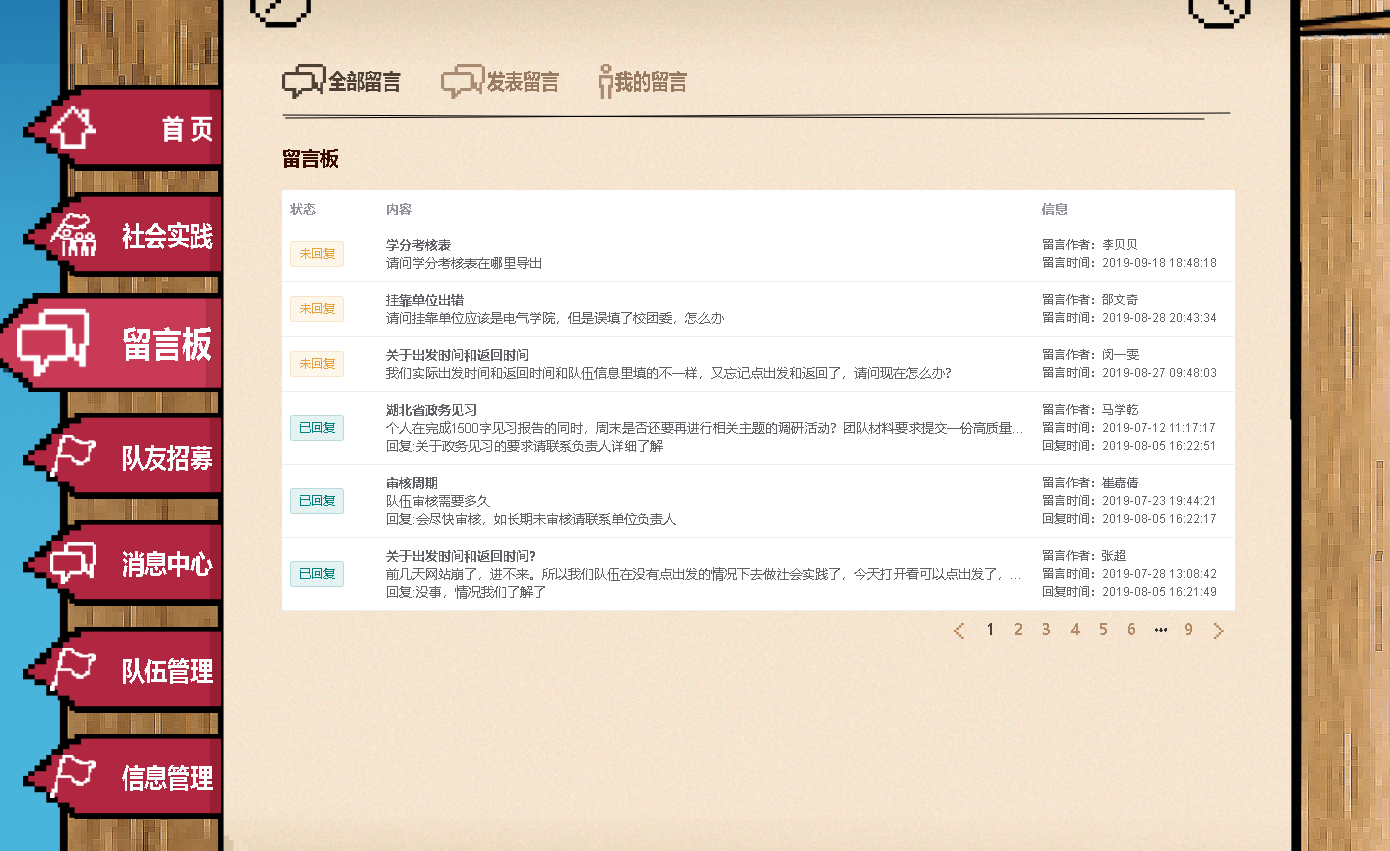 全部留言 发表留言 我的留言
首页
社会实践
留言板
队友招募
消息中心
队伍管理
信息管理
留言板
状态 内容 信息
未回复 学分考核表 留言作者：李贝贝
请问学分考核表在哪里导出 留言时间：2019-09-18 18:48:18
未回复 挂靠单位出错 留言作者：邵文奇
请问挂靠单位应该是电气学院，但是误填了校团委，怎么办 留言时间：2019-08-28 20:43:34
未回复 关于出发时间和返回时间 留言作者：闵一雯
我们实际出发时间和返回时间和队伍信息里填的不一样，又忘记点出发和返回了，请问现在怎么办? 留言时间：2019-08-27 09:48:03
已回复 湖北省政务见习 留言作者：马学乾
个人在完成1500字见习报告的同时，周末是否还要再进行相关主题的调研活动？团队材料要求提交一份高质量... 留言时间：2019-07-12 11:17:17
回复:关于政务见习的要求请联系负责人详细了解 回复时间：2019-08-05 16:22:51
已回复 审核周期 留言作者：崔嘉倩
队伍审核需要多久 留言时间：2019-07-23 19:44:21
回复:会尽快审核，如长期未审核请联系单位负责人 回复时间：2019-08-05 16:22:17
已回复 关于出发时间和返回时间? 留言作者：张超
前几天网站崩了，进不来。所以我们队伍在没有点出发的情况下去做社会实践了，今天打开看可以点出发了，... 留言时间：2019-07-28 13:08:42
回复:没事，情况我们了解了 回复时间：2019-08-05 16:21:49
1 2 3 4 5 6 ... 9